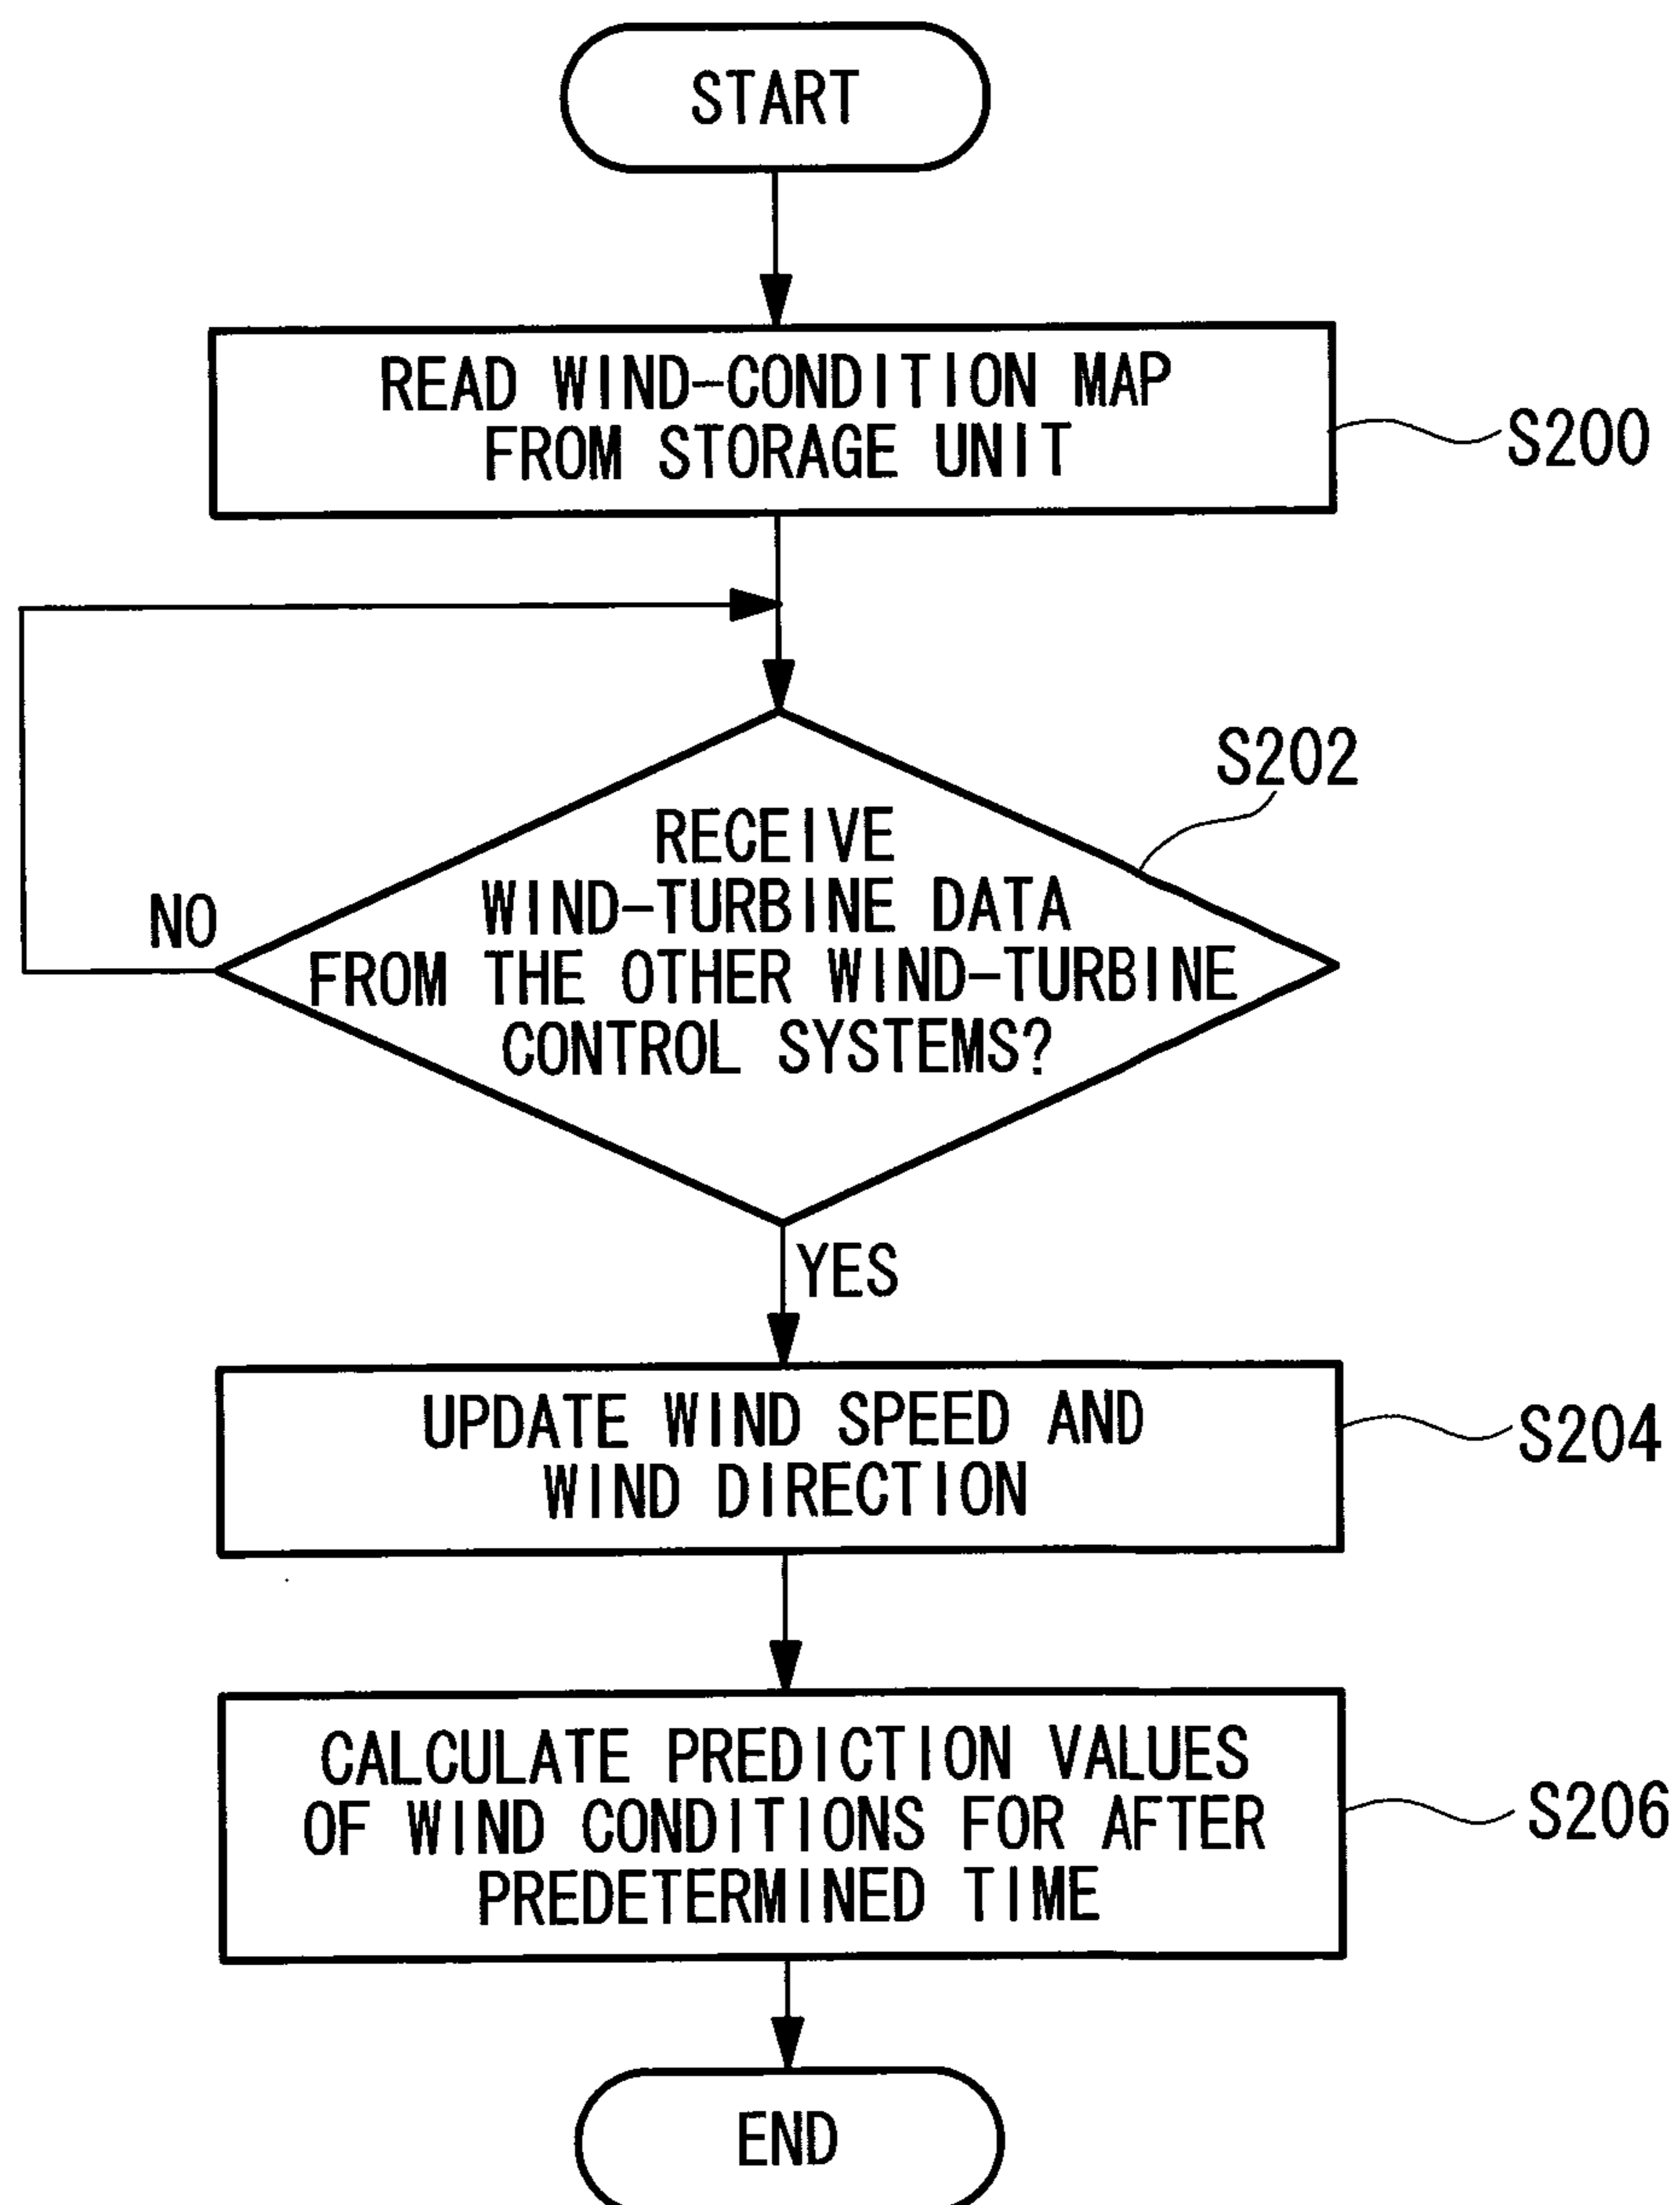 START
READ WIND-CONDITION MAP
FROM STORAGE UNIT
S200
S202
RECEIVE
WIND-TURBINE DATA
FROM THE OTHER WIND-TURBINE
CONTROL SYSTEMS?
NO
YES
UPDATE WIND SPEED AND
WIND DIRECTION
S204
CALCULATE PREDICTION VALUES
OF WIND CONDITIONS FOR AFTER
PREDETERMINED TIME
S206
END